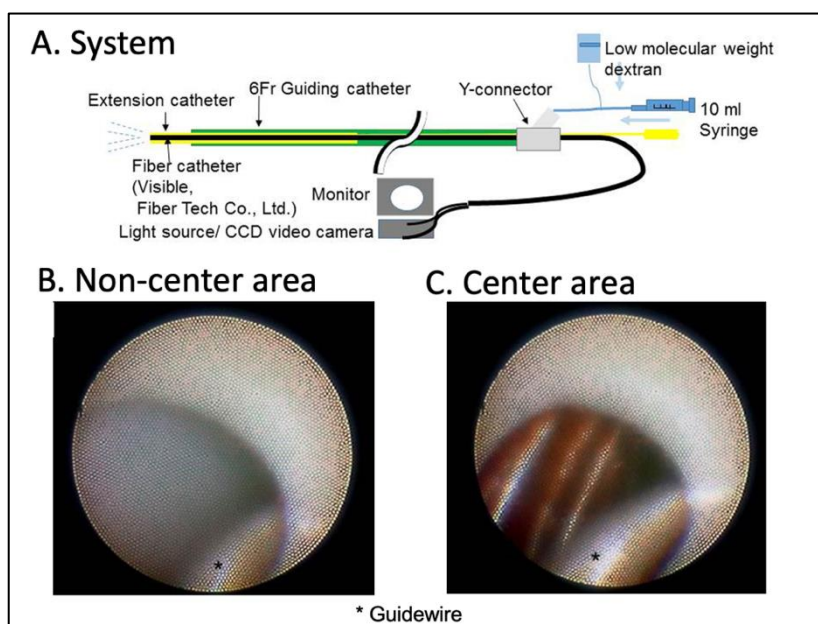 A. System
Low molecular weight
dextran
6Fr Guiding catheter
Y-connector
Extension catheter
10 ml
Syringe
Fiber catheter
(Visible,
Fiber Tech Co., Ltd.)
Monitor
Light source/ CCD video camera
B. Non-center area
C. Center area
*
*
* Guidewire